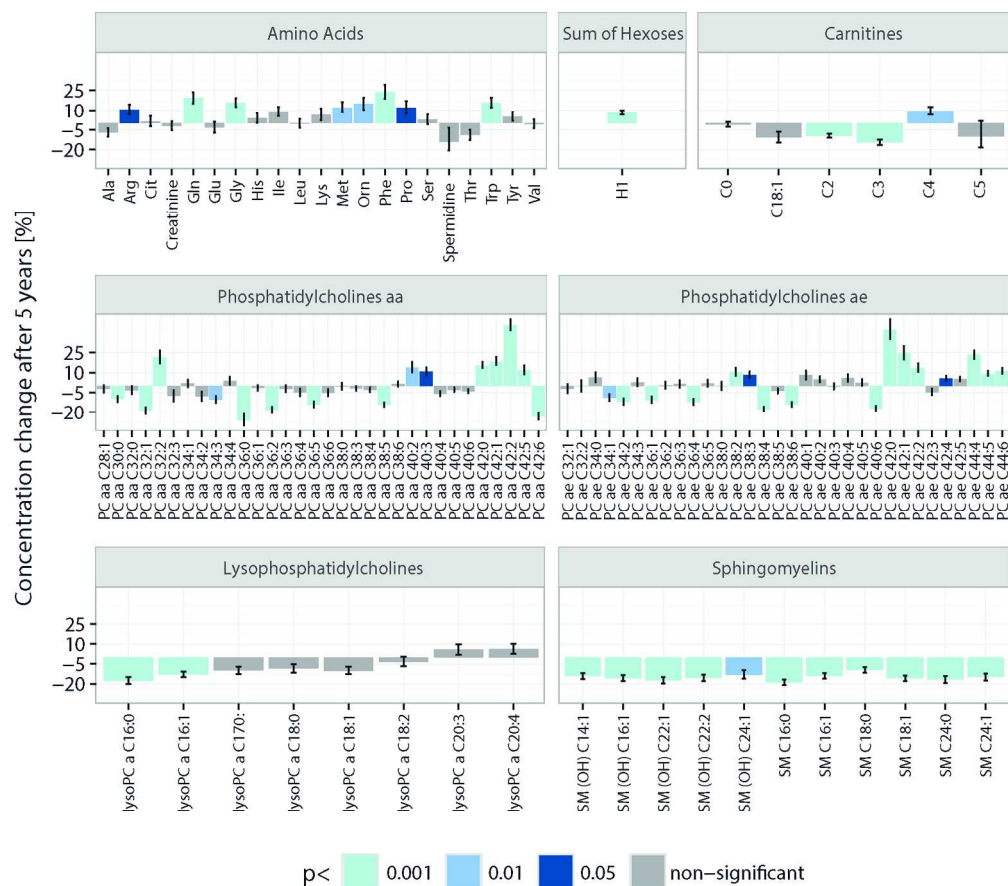 Concentration change after 5 years [%]
Amino Acids
Sum of Hexoses
Carnitines
25
10
−5
−20
Ala
Arg
Cit
Creatinine
Gln
Glu
Gly
His
Ile
Leu
Lys
Met
Orn
Phe
Pro
Ser
Spermidine
Thr
Trp
Tyr
Val
H1
C0
C18:1
C2
C3
C4
C5
Phosphatidylcholines aa
Phosphatidylcholines ae
25
10
−5
−20
PC aa C28:1
PC aa C30:0
PC aa C32:0
PC aa C32:1
PC aa C32:2
PC aa C32:3
PC aa C34:1
PC aa C34:2
PC aa C34:3
PC aa C34:4
PC aa C36:0
PC aa C36:1
PC aa C36:2
PC aa C36:3
PC aa C36:4
PC aa C36:5
PC aa C36:6
PC aa C38:0
PC aa C38:3
PC aa C38:4
PC aa C38:5
PC aa C38:6
PC aa C40:2
PC aa C40:3
PC aa C40:4
PC aa C40:5
PC aa C40:6
PC aa C42:0
PC aa C42:1
PC aa C42:2
PC aa C42:5
PC aa C42:6
PC ae C32:1
PC ae C32:2
PC ae C34:0
PC ae C34:1
PC ae C34:2
PC ae C34:3
PC ae C36:1
PC ae C36:2
PC ae C36:3
PC ae C36:4
PC ae C36:5
PC ae C38:0
PC ae C38:2
PC ae C38:3
PC ae C38:4
PC ae C38:5
PC ae C38:6
PC ae C40:1
PC ae C40:2
PC ae C40:3
PC ae C40:4
PC ae C40:5
PC ae C40:6
PC ae C42:0
PC ae C42:1
PC ae C42:2
PC ae C42:3
PC ae C42:4
PC ae C42:5
PC ae C44:4
PC ae C44:5
PC ae C44:6
Lysophosphatidylcholines
Sphingomyelins
25
10
−5
−20
lysoPC a C16:0
lysoPC a C16:1
lysoPC a C170:
lysoPC a C18:0
lysoPC a C18:1
lysoPC a C18:2
lysoPC a C20:3
lysoPC a C20:4
SM (OH) C14:1
SM (OH) C16:1
SM (OH) C22:1
SM (OH) C22:2
SM (OH) C24:1
SM C16:0
SM C16:1
SM C18:0
SM C18:1
SM C24:0
SM C24:1
p< 0.001 0.01 0.05 non−significant